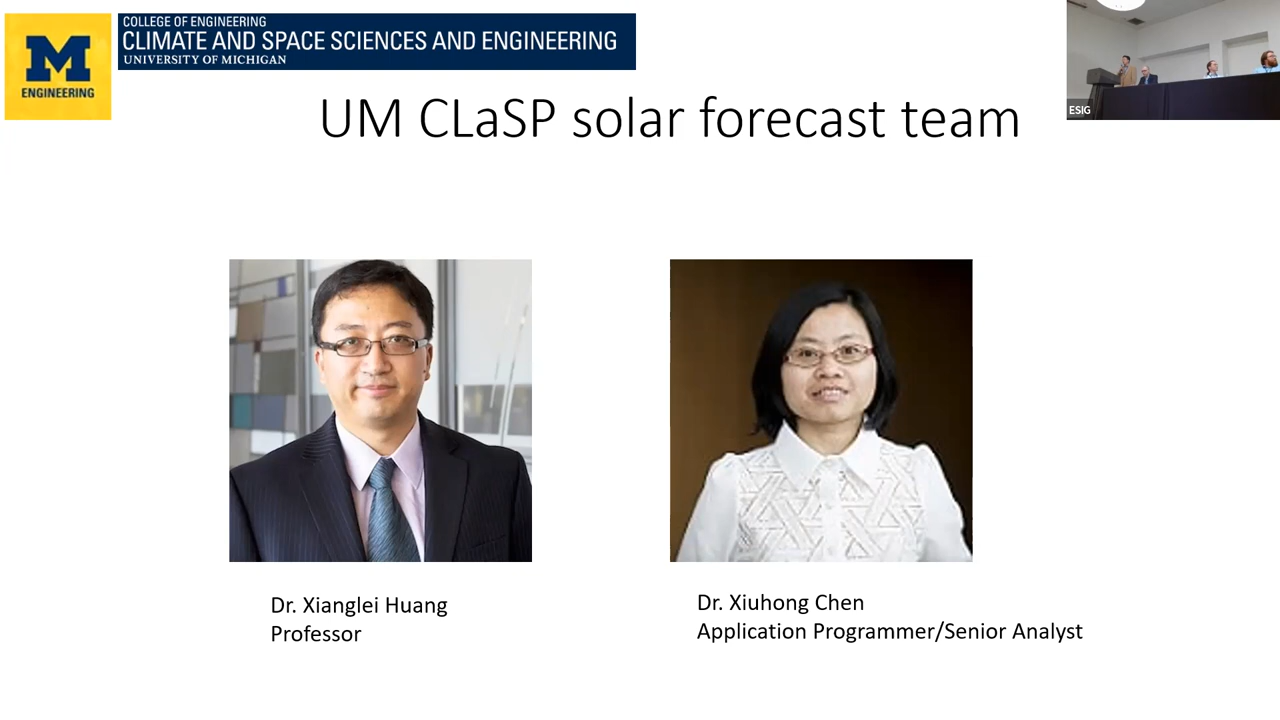 M
ENGINEERING
COLLEGE OF ENGINEERING
CLIMATE AND SPACE SCIENCES AND ENGINEERING
UNIVERSITY OF MICHIGAN
ESIG
UM CLaSP solar forecast team
Dr. Xianglei Huang
Professor
Dr. Xiuhong Chen
Application Programmer/Senior Analyst